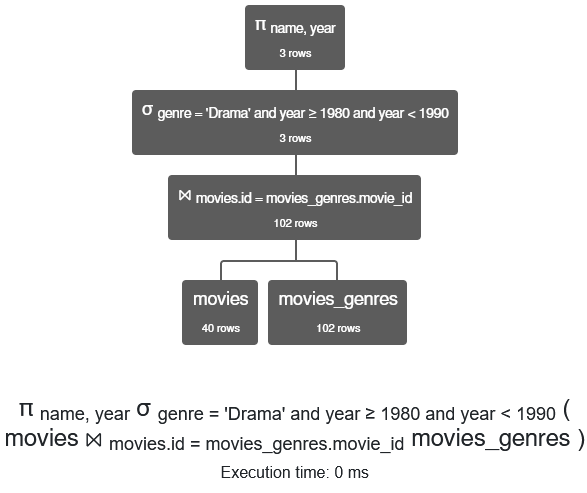 π name, year
3 rows
σ genre = 'Drama' and year ≥ 1980 and year < 1990
3 rows
⋈ movies.id = movies_genres.movie_id
102 rows
movies
40 rows
movies_genres
102 rows
π name, year σ genre = 'Drama' and year ≥ 1980 and year < 1990 (
movies ⋈ movies.id = movies_genres.movie_id movies_genres )
Execution time: 0 ms